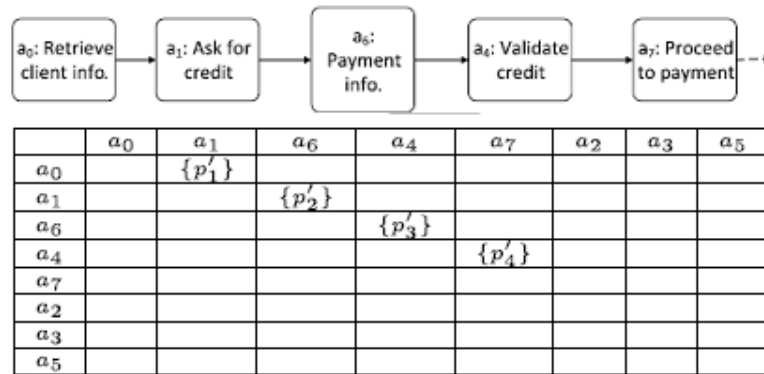 a₀: Retrieve client info.
a₁: Ask for credit
a₆: Payment info.
a₄: Validate credit
a₇: Proceed to payment
a₀ a₁ a₆ a₄ a₇ a₂ a₃ a₅
a₀ {p′₁}
a₁ {p′₂}
a₆ {p′₃}
a₄ {p′₄}
a₇
a₂
a₃
a₅